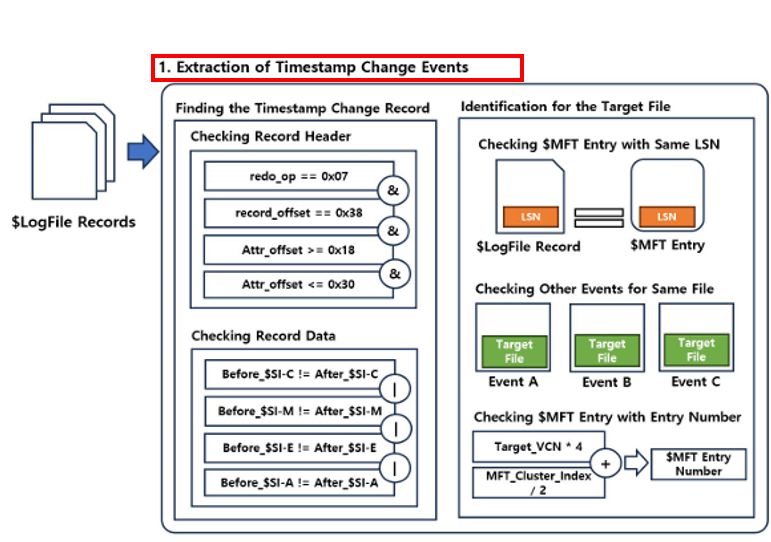 1. Extraction of Timestamp Change Events
$LogFile Records
Finding the Timestamp Change Record
Checking Record Header
redo_op == 0x07
&
record_offset == 0x38
&
Attr_offset >= 0x18
&
Attr_offset <= 0x30
Checking Record Data
Before_$SI-C != After_$SI-C
|
Before_$SI-M != After_$SI-M
|
Before_$SI-E != After_$SI-E
|
Before_$SI-A != After_$SI-A
Identification for the Target File
Checking $MFT Entry with Same LSN
LSN
LSN
$LogFile Record
$MFT Entry
Checking Other Events for Same File
Target
File
Target
File
Target
File
Event A
Event B
Event C
Checking $MFT Entry with Entry Number
Target_VCN * 4
+
MFT_Cluster_Index
/ 2
$MFT Entry
Number